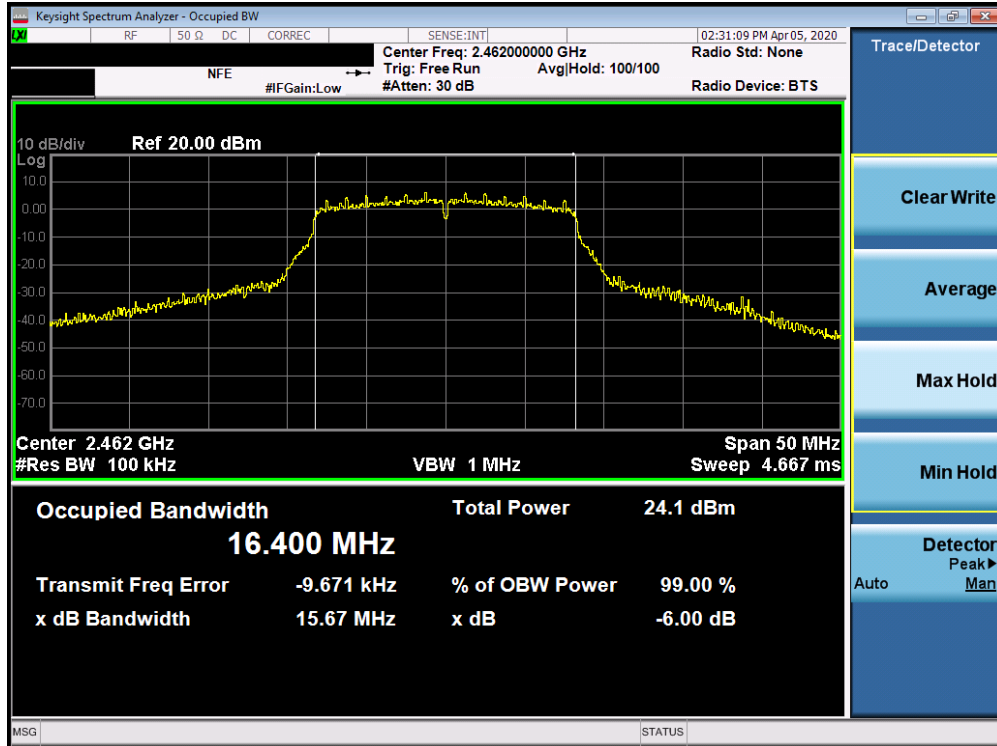 Keysight Spectrum Analyzer - Occupied BW
LXI RF 50 Ω DC CORREC SENSE:INT 02:31:09 PM Apr 05, 2020
Center Freq: 2.462000000 GHz Radio Std: None
NFE Trig: Free Run Avg|Hold: 100/100
#IFGain:Low #Atten: 30 dB Radio Device: BTS
Trace/Detector
10 dB/div Ref 20.00 dBm
Log
10.0
0.00
-10.0
-20.0
-30.0
-40.0
-50.0
-60.0
-70.0
Center 2.462 GHz Span 50 MHz
#Res BW 100 kHz VBW 1 MHz Sweep 4.667 ms
Occupied Bandwidth Total Power 24.1 dBm
16.400 MHz
Transmit Freq Error -9.671 kHz % of OBW Power 99.00 %
x dB Bandwidth 15.67 MHz x dB -6.00 dB
Clear Write
Average
Max Hold
Min Hold
Detector
Peak▶
Auto Man
MSG STATUS